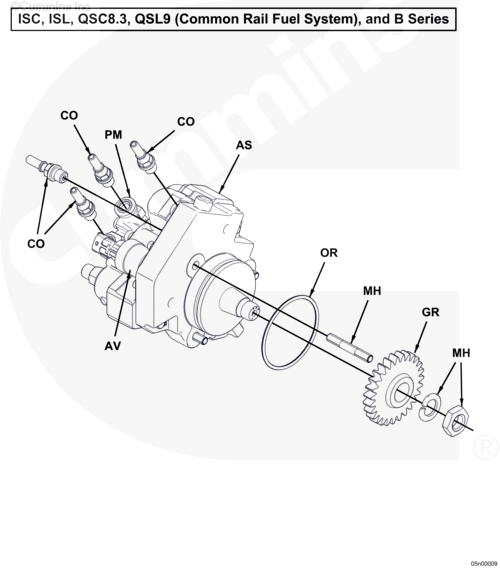 ©Cummins Inc
ISC, ISL, QSC8.3, QSL9 (Common Rail Fuel System), and B Series
CO
PM
CO
AS
CO
OR
MH
GR
AV
MH
Cummins
®
05n00009